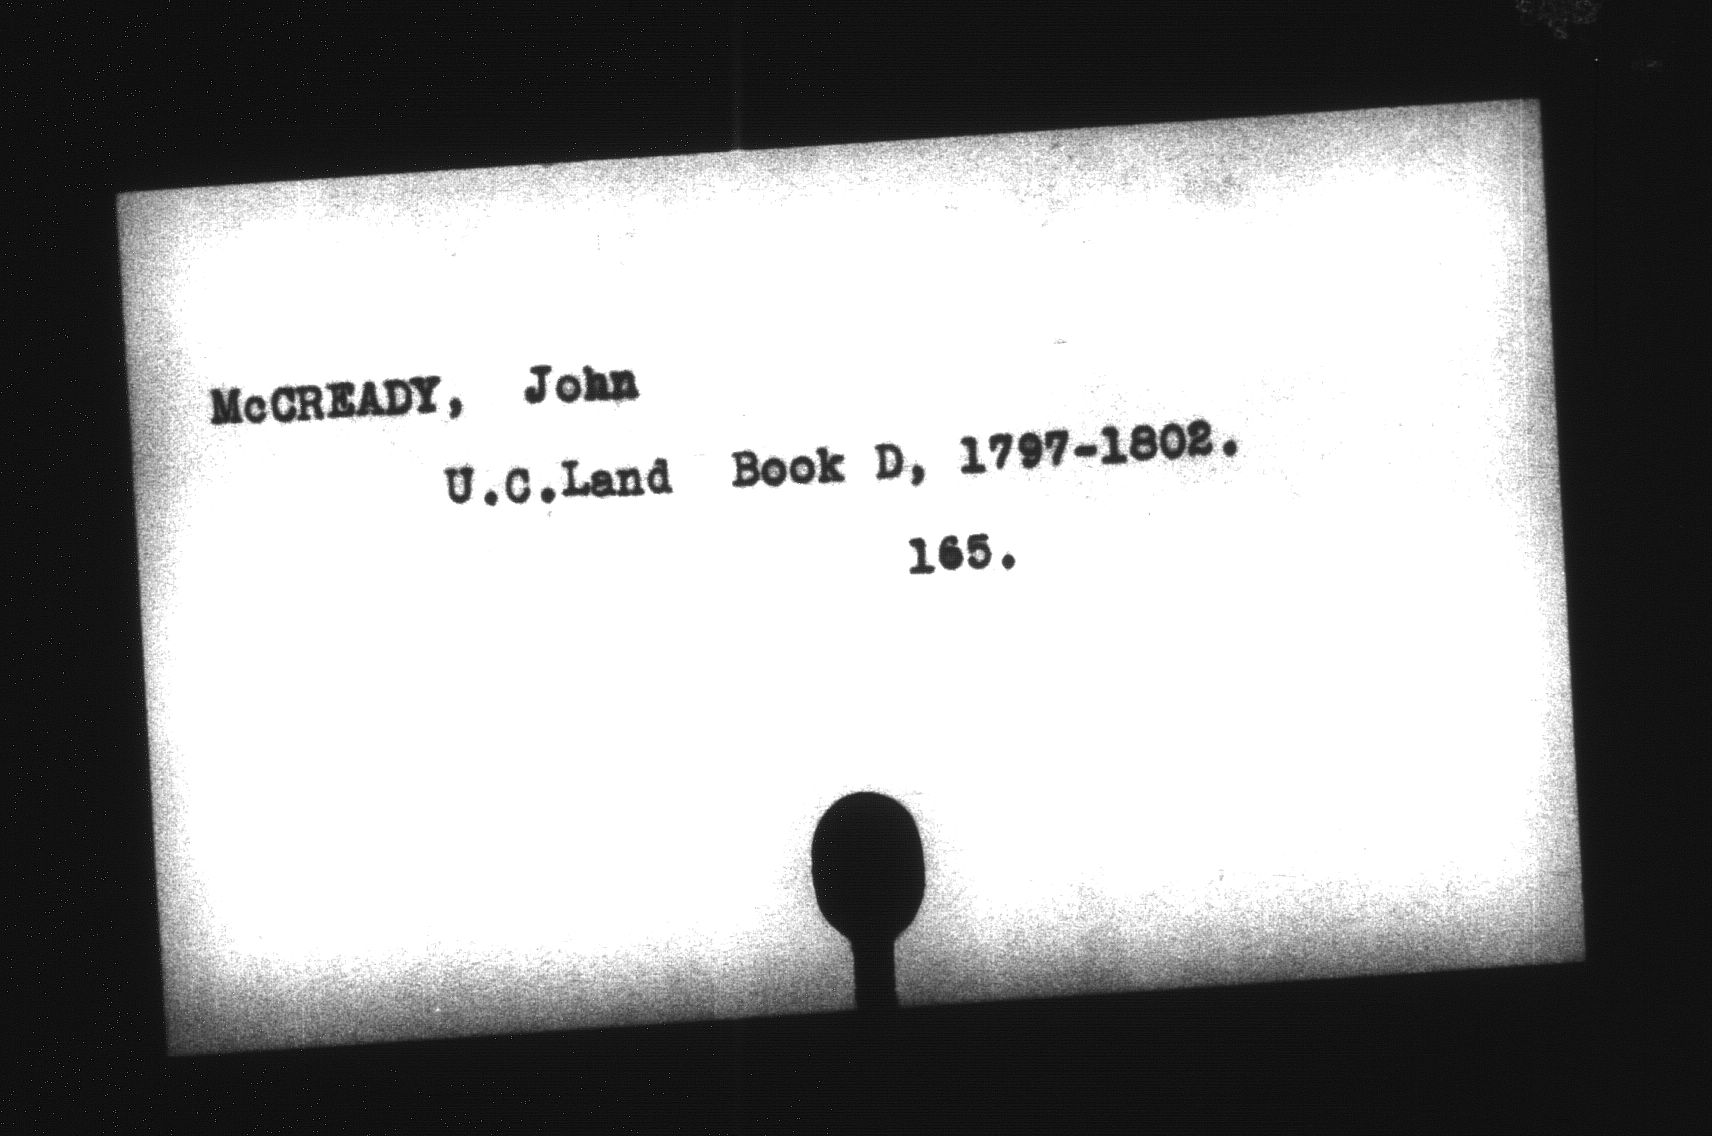 McCREADY, John
U.C.Land Book D, 1797-1802.
165.